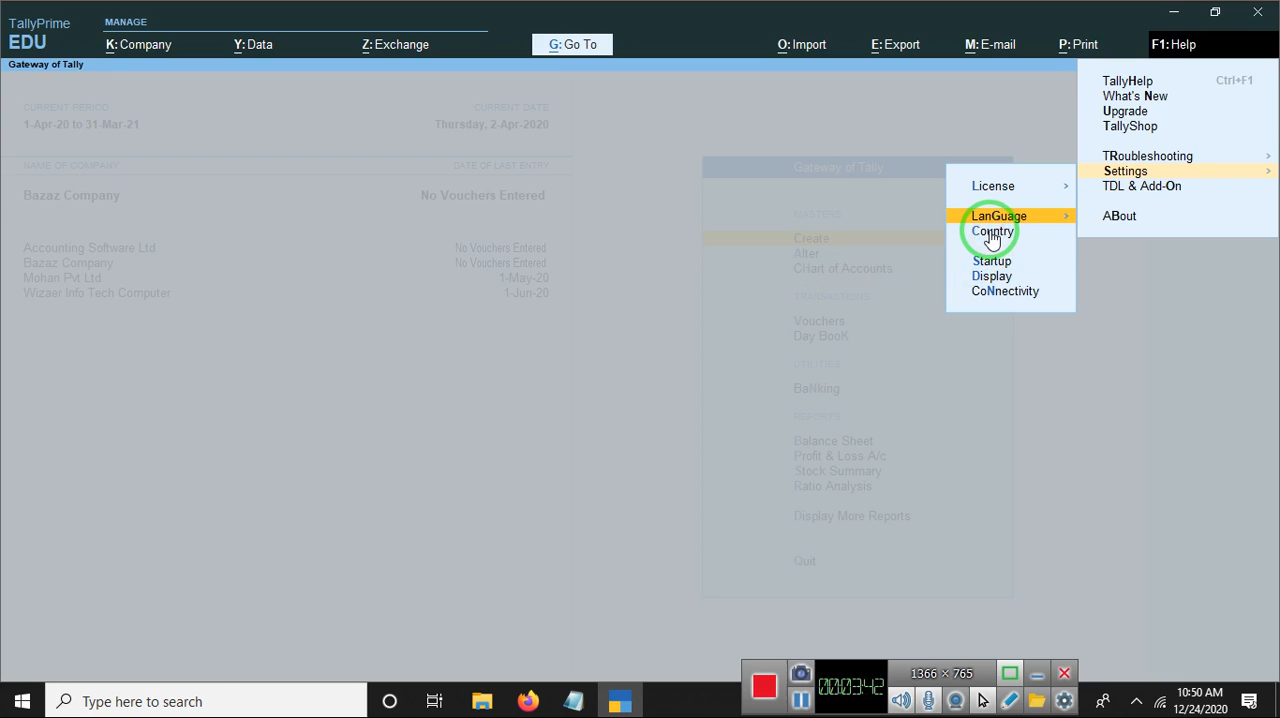 TallyPrime
EDU
MANAGE
K: Company
Y: Data
Z: Exchange
G: Go To
O: Import
E: Export
M: E-mail
P: Print
F1: Help
Gateway of Tally
CURRENT PERIOD
CURRENT DATE
1-Apr-20 to 31-Mar-21
Thursday, 2-Apr-2020
NAME OF COMPANY
DATE OF LAST ENTRY
Bazaz Company
No Vouchers Entered
Accounting Software Ltd
No Vouchers Entered
Bazaz Company
No Vouchers Entered
Mohan Pvt Ltd
1-May-20
Wizaer Info Tech Computer
1-Jun-20
Gateway of Tally
MASTERS
Create
Alter
CHart of Accounts
TRANSACTIONS
Vouchers
Day BooK
UTILITIES
BaNking
REPORTS
Balance Sheet
Profit & Loss A/c
Stock Summary
Ratio Analysis
Display More Reports
Quit
License
LanGuage
Country
Startup
Display
CoNnectivity
TallyHelp Ctrl+F1
What's New
Upgrade
TallyShop
TRoubleshooting
Settings
TDL & Add-On
ABout
00:03:42
1366 x 765
Type here to search
10:50 AM
12/24/2020